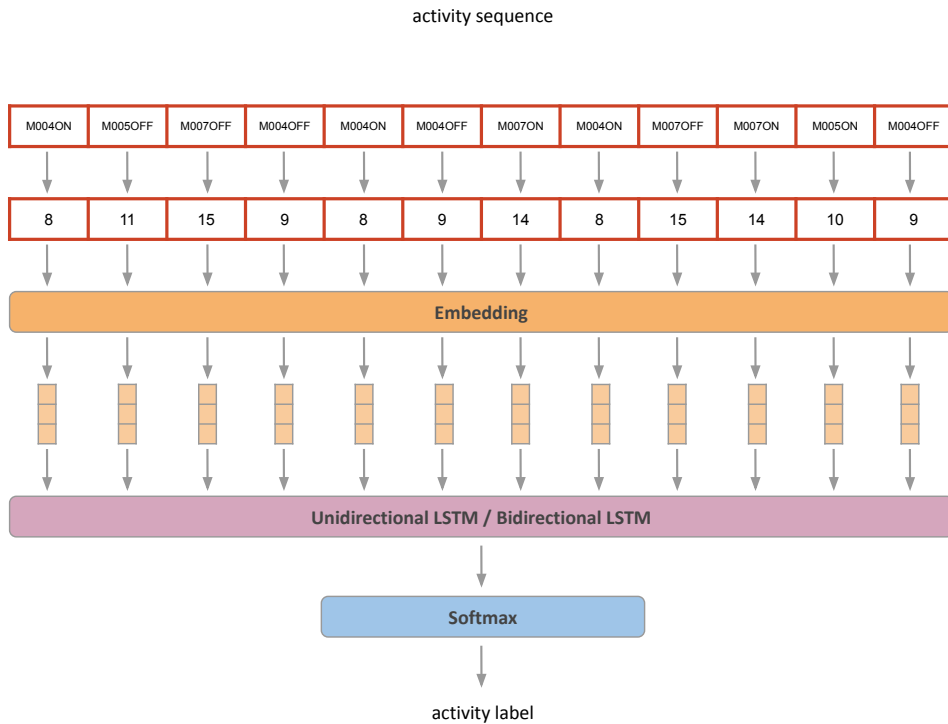 activity sequence
M004ON M005OFF M007OFF M004OFF M004ON M004OFF M007ON M004ON M007OFF M007ON M005ON M004OFF
8 11 15 9 8 9 14 8 15 14 10 9
Embedding
Unidirectional LSTM / Bidirectional LSTM
Softmax
activity label